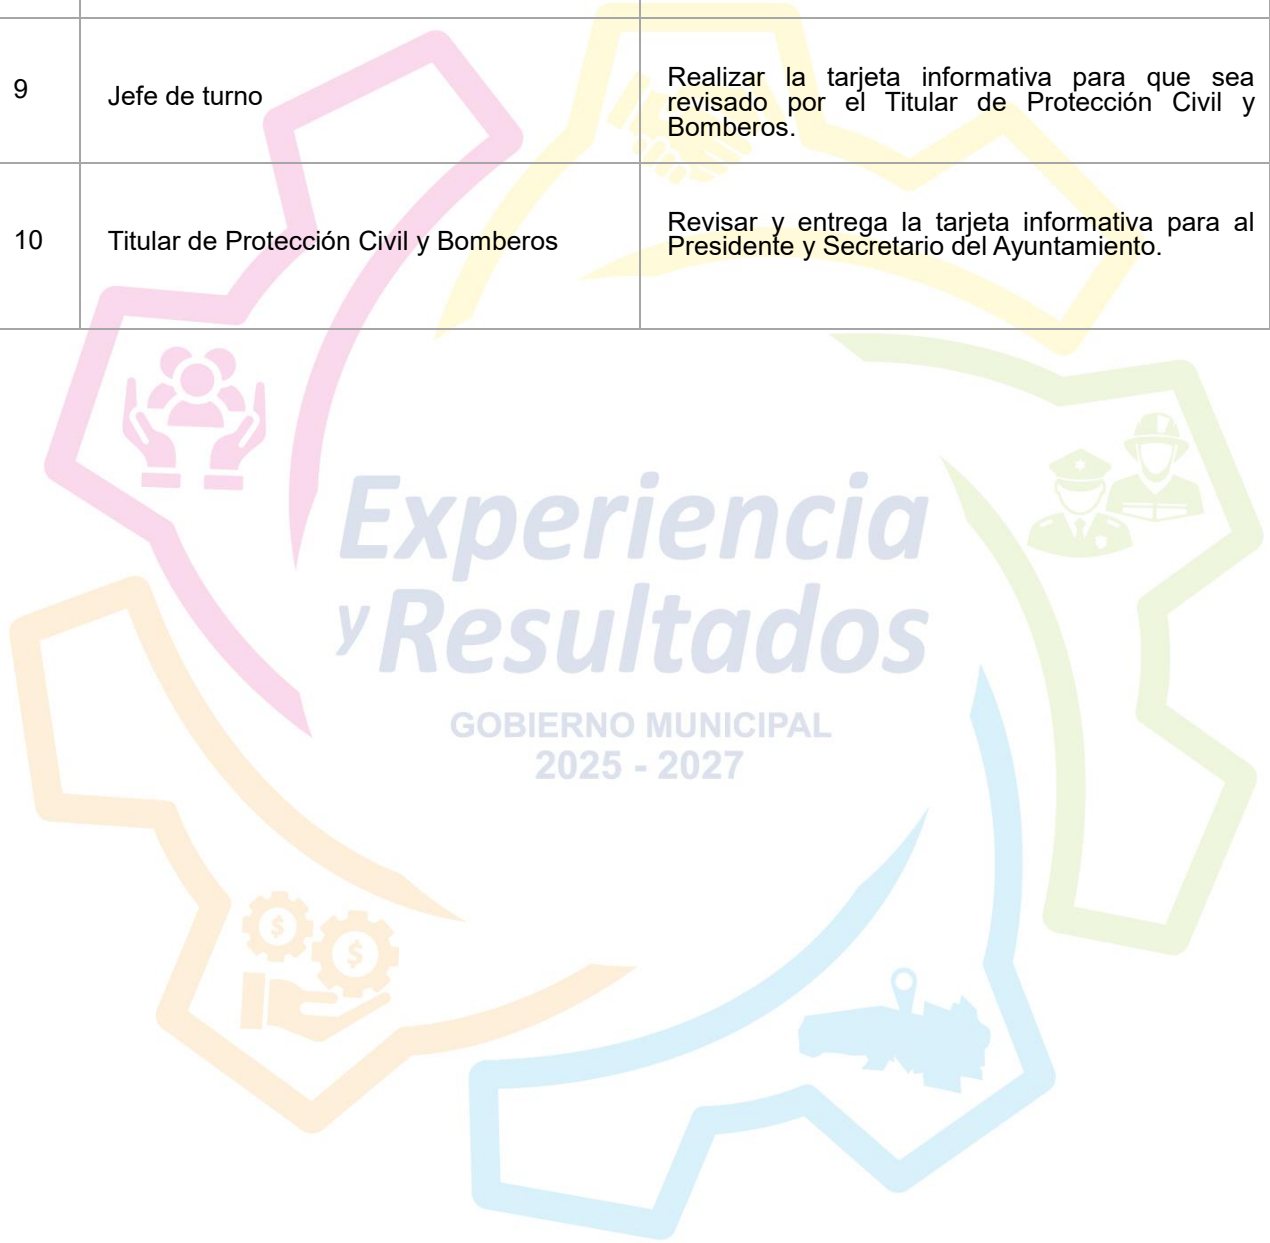 9
Jefe de turno
Realizar la tarjeta informativa para que sea
revisado por el Titular de Protección Civil y
Bomberos.
10
Titular de Protección Civil y Bomberos
Revisar y entrega la tarjeta informativa para al
Presidente y Secretario del Ayuntamiento.
Experiencia
y Resultados
GOBIERNO MUNICIPAL
2025 - 2027
$
$